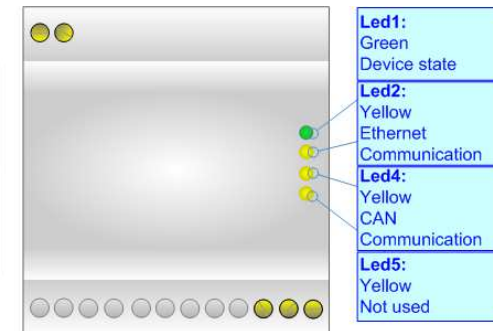 Led1:
Green
Device state
Led2:
Yellow
Ethernet
Communication
Led4:
Yellow
CAN
Communication
Led5:
Yellow
Not used